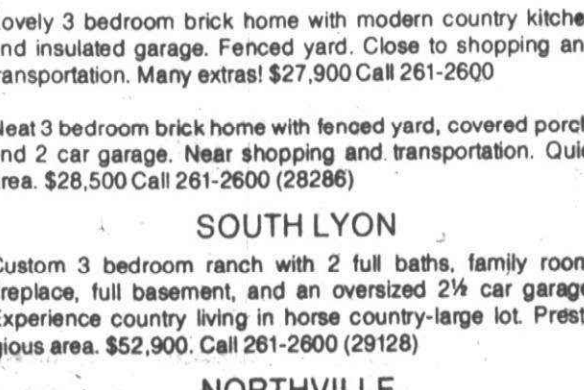 ovely 3 bedroom brick home with modern country kitche
nd insulated garage. Fenced yard. Close to shopping an
ransportation. Many extras! $27,900 Call 261-2600
Neat 3 bedroom brick home with fenced yard, covered porch
nd 2 car garage. Near shopping and transportation. Quie
rea. $28,500 Call 261-2600 (28286)
SOUTH LYON
Custom 3 bedroom ranch with 2 full baths, family room
ireplace, full basement, and an oversized 2½ car garage
Experience country living in horse country-large lot. Prest
gious area. $52,900. Call 261-2600 (29128)
NORTHVILLE